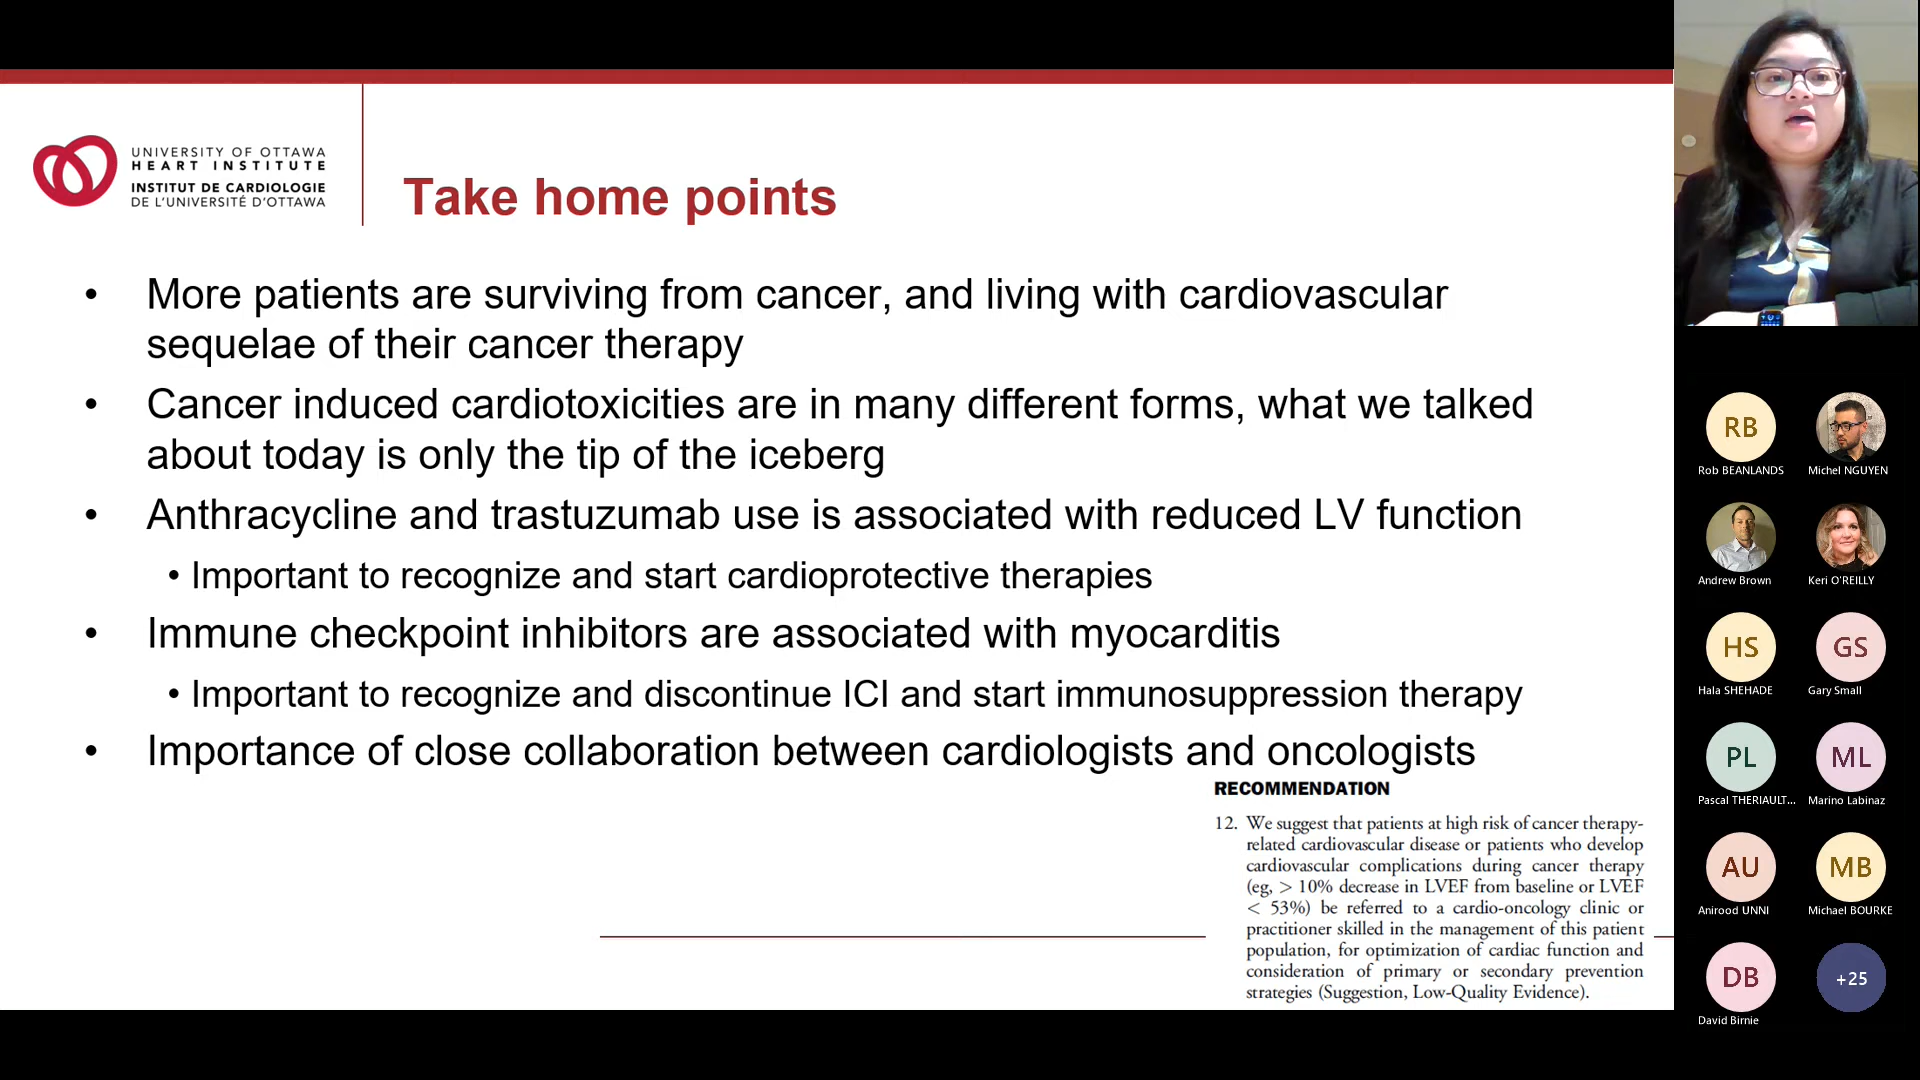 UNIVERSITY OF OTTAWA
HEART INSTITUTE
INSTITUT DE CARDIOLOGIE
DE L'UNIVERSITÉ D'OTTAWA
Take home points
• More patients are surviving from cancer, and living with cardiovascular
sequelae of their cancer therapy
• Cancer induced cardiotoxicities are in many different forms, what we talked
about today is only the tip of the iceberg
• Anthracycline and trastuzumab use is associated with reduced LV function
• Important to recognize and start cardioprotective therapies
• Immune checkpoint inhibitors are associated with myocarditis
• Important to recognize and discontinue ICI and start immunosuppression therapy
• Importance of close collaboration between cardiologists and oncologists
RECOMMENDATION
12. We suggest that patients at high risk of cancer therapy-
related cardiovascular disease or patients who develop
cardiovascular complications during cancer therapy
(eg, > 10% decrease in LVEF from baseline or LVEF
< 53%) be referred to a cardio-oncology clinic or
practitioner skilled in the management of this patient
population, for optimization of cardiac function and
consideration of primary or secondary prevention
strategies (Suggestion, Low-Quality Evidence).
RB
Rob BEANLANDS
Michel NGUYEN
Andrew Brown
Keri O'REILLY
HS
Hala SHEHADE
GS
Gary Small
PL
Pascal THERIAULT...
ML
Marino Labinaz
AU
Anirood UNNI
MB
Michael BOURKE
DB
David Birnie
+25